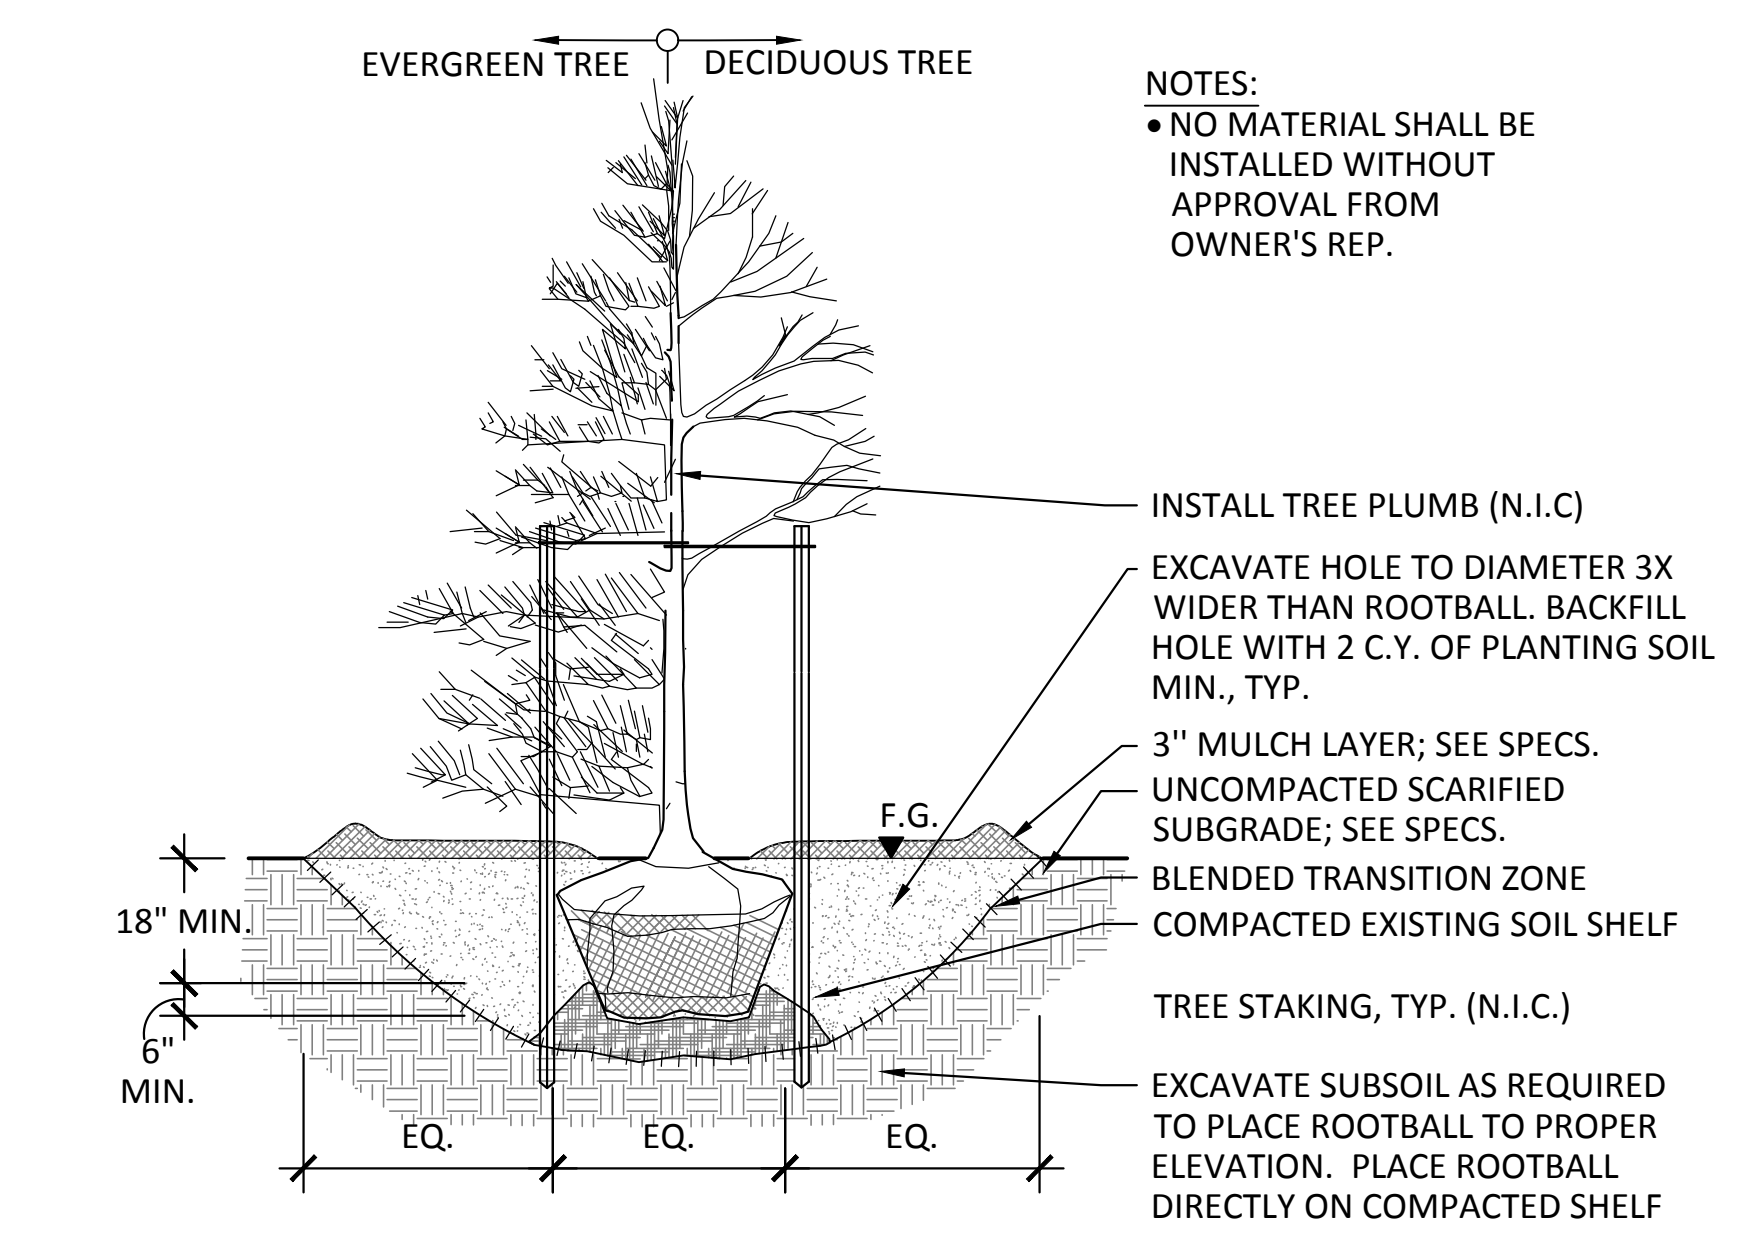 EVERGREEN TREE
DECIDUOUS TREE
NOTES:
• NO MATERIAL SHALL BE
INSTALLED WITHOUT
APPROVAL FROM
OWNER'S REP.
INSTALL TREE PLUMB (N.I.C)
EXCAVATE HOLE TO DIAMETER 3X
WIDER THAN ROOTBALL. BACKFILL
HOLE WITH 2 C.Y. OF PLANTING SOIL
MIN., TYP.
3" MULCH LAYER; SEE SPECS.
UNCOMPACTED SCARIFIED
SUBGRADE; SEE SPECS.
F.G.
BLENDED TRANSITION ZONE
COMPACTED EXISTING SOIL SHELF
18" MIN.
TREE STAKING, TYP. (N.I.C.)
6"
MIN.
EXCAVATE SUBSOIL AS REQUIRED
TO PLACE ROOTBALL TO PROPER
ELEVATION. PLACE ROOTBALL
DIRECTLY ON COMPACTED SHELF
EQ.
EQ.
EQ.